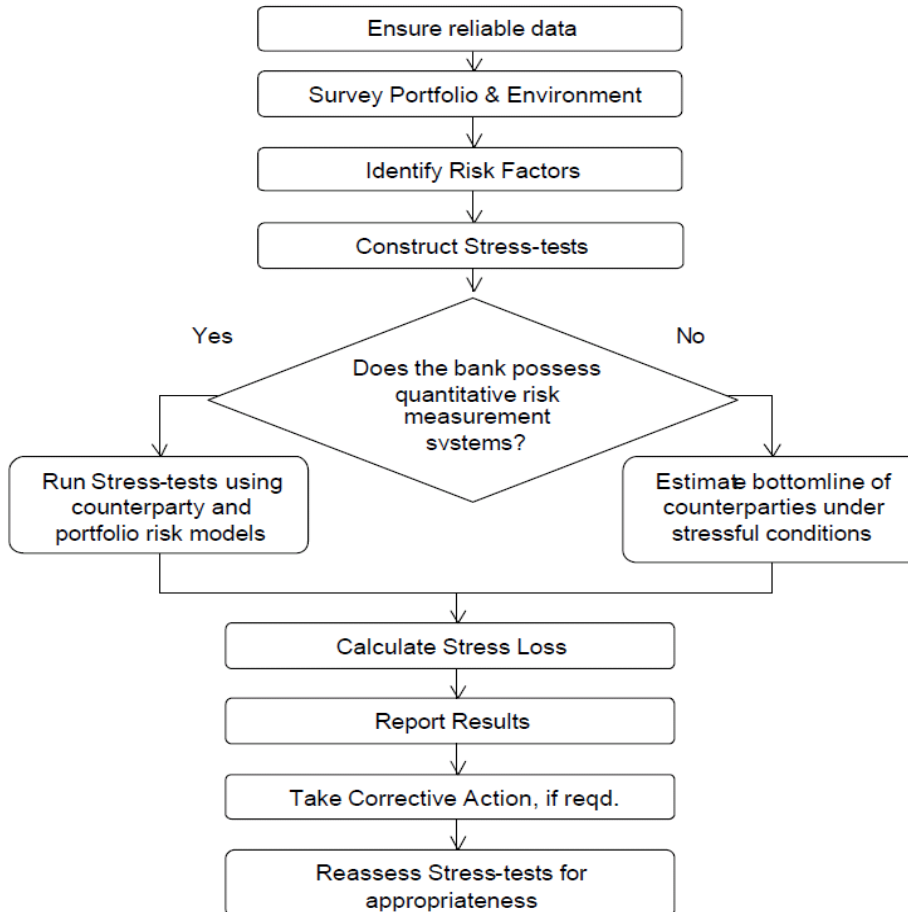 Ensure reliable data
Survey Portfolio & Environment
Identify Risk Factors
Construct Stress-tests
Yes
No
Does the bank possess
quantitative risk
measurement
systems?
Run Stress-tests using
counterparty and
portfolio risk models
Estimate bottomline of
counterparties under
stressful conditions
Calculate Stress Loss
Report Results
Take Corrective Action, if reqd.
Reassess Stress-tests for
appropriateness